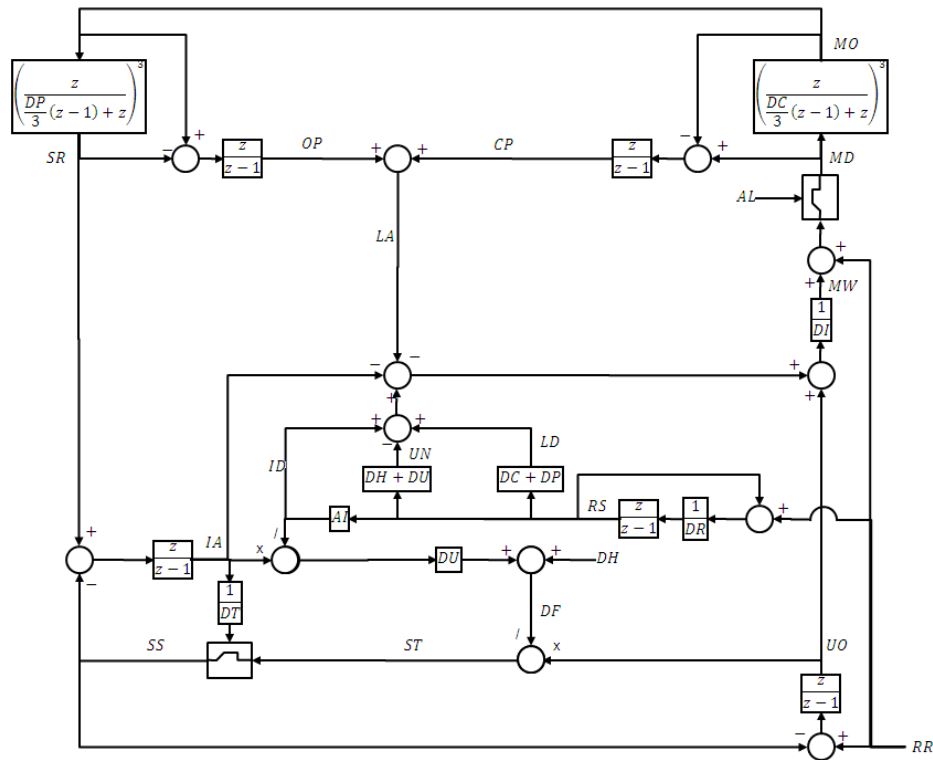 MO
(z / (DP/3 (z − 1) + z))³
(z / (DC/3 (z − 1) + z))³
+
−
−
+
SR
z / (z − 1)
OP
+
+
CP
z / (z − 1)
MD
AL
LA
+
+
MW
1 / DI
−
−
+
+
+
+
+
−
ID
UN
LD
DH + DU
DC + DP
RS
AI
z / (z − 1)
1 / DR
+
+
IA
z / (z − 1)
x
/
DU
+
+
DH
−
1 / DT
DF
SS
ST
/
x
UO
z / (z − 1)
−
+
RR